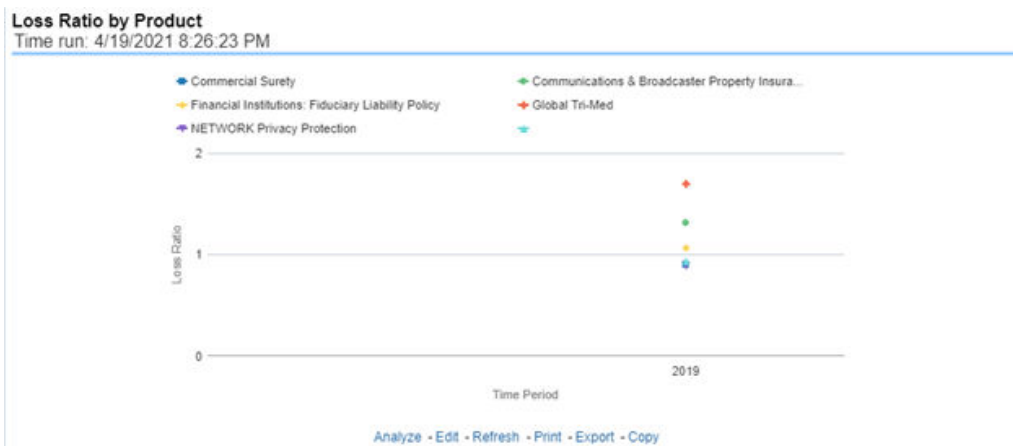 Loss Ratio by Product
Time run: 4/19/2021 8:26:23 PM
Commercial Surety
Communications & Broadcaster Property Insura...
Financial Institutions: Fiduciary Liability Policy
Global Tri-Med
NETWORK Privacy Protection
2
Loss Ratio
1
0
2019
Time Period
Analyze - Edit - Refresh - Print - Export - Copy